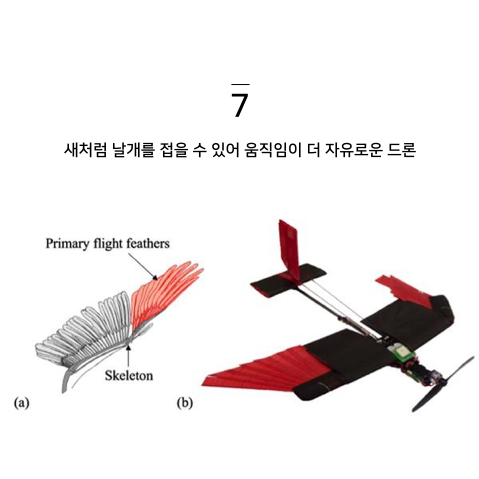 7
새처럼 날개를 접을 수 있어 움직임이 더 자유로운 드론
Primary flight feathers
Skeleton
(a)
(b)